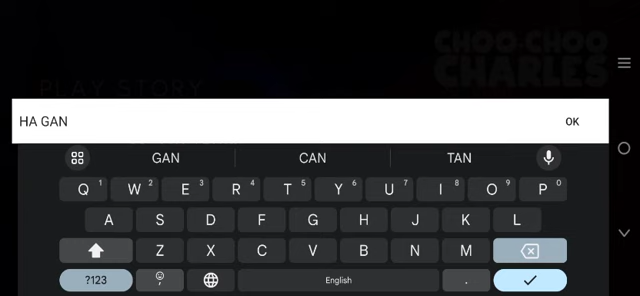 CHOO-CHOO
CHARLES
PLAY STORY
HA GAN
OK
GAN CAN TAN
Q 1 W 2 E 3 R 4 T 5 Y 6 U 7 I 8 O 9 P 0
A S D F G H J K L
Z X C V B N M
?123 , English .